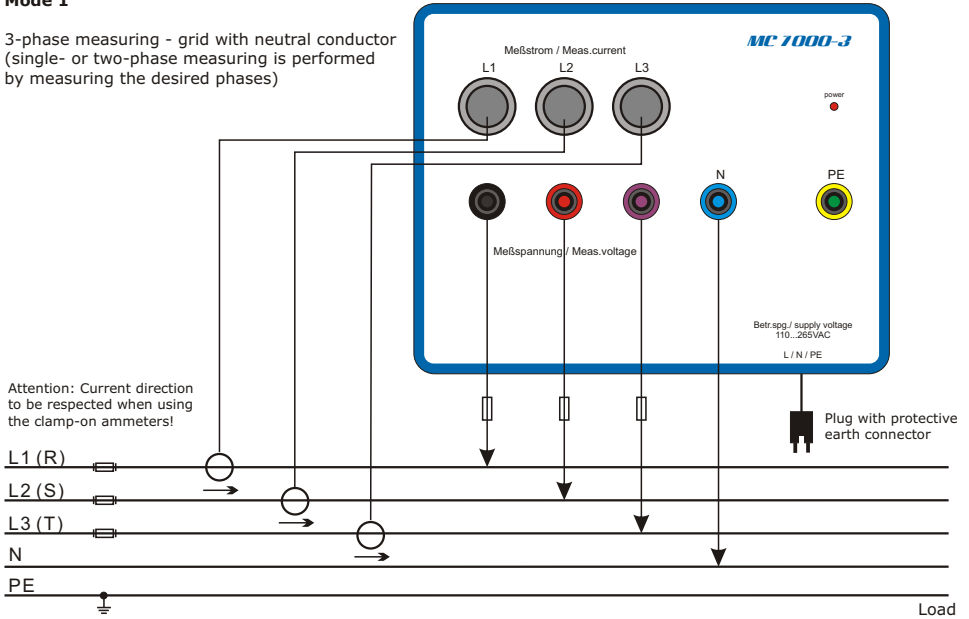 Mode 1
3-phase measuring - grid with neutral conductor
(single- or two-phase measuring is performed
by measuring the desired phases)
MC 7000-3
Meßstrom / Meas.current
L1 L2 L3
power
N PE
Meßspannung / Meas.voltage
Betr.spg./ supply voltage
110...265VAC
L / N / PE
Attention: Current direction
to be respected when using
the clamp-on ammeters!
Plug with protective
earth connector
L1 (R)
L2 (S)
L3 (T)
N
PE
Load